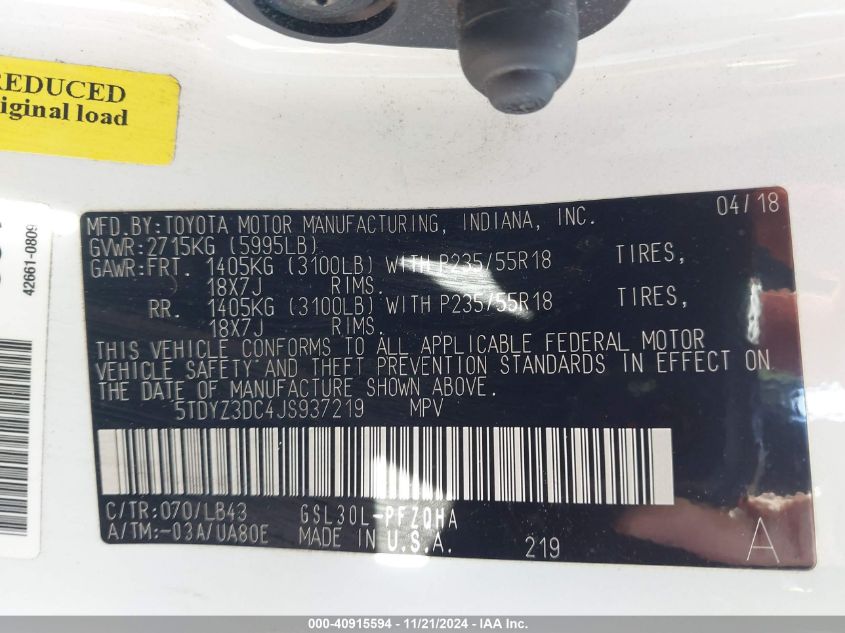 REDUCED
iginal load
42661-0809
MFD.BY:TOYOTA MOTOR MANUFACTURING, INDIANA, INC. 04/18
GVWR:2715KG (5995LB)
GAWR:FRT. 1405KG (3100LB) WITH P235/55R18 TIRES,
18X7J RIMS.
RR. 1405KG (3100LB) WITH P235/55R18 TIRES,
18X7J RIMS.
THIS VEHICLE CONFORMS TO ALL APPLICABLE FEDERAL MOTOR
VEHICLE SAFETY AND THEFT PREVENTION STANDARDS IN EFFECT ON
THE DATE OF MANUFACTURE SHOWN ABOVE.
5TDYZ3DC4JS937219 MPV
C/TR:070/LB43 GSL30L-PFZQHA
A/TM:-03A/UA80E MADE IN U.S.A. 219 A
000-40915594 - 11/21/2024 - IAA Inc.